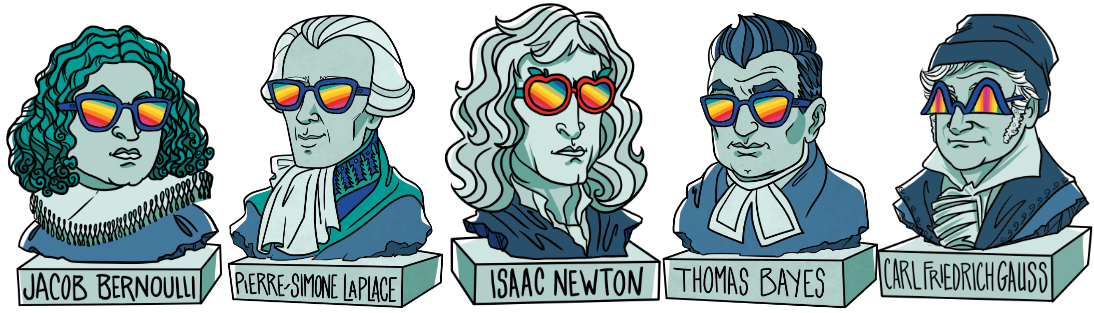 JACOB BERNOULLI
PIERRE-SIMONE LAPLACE
ISAAC NEWTON
THOMAS BAYES
CARL FRIEDRICH GAUSS